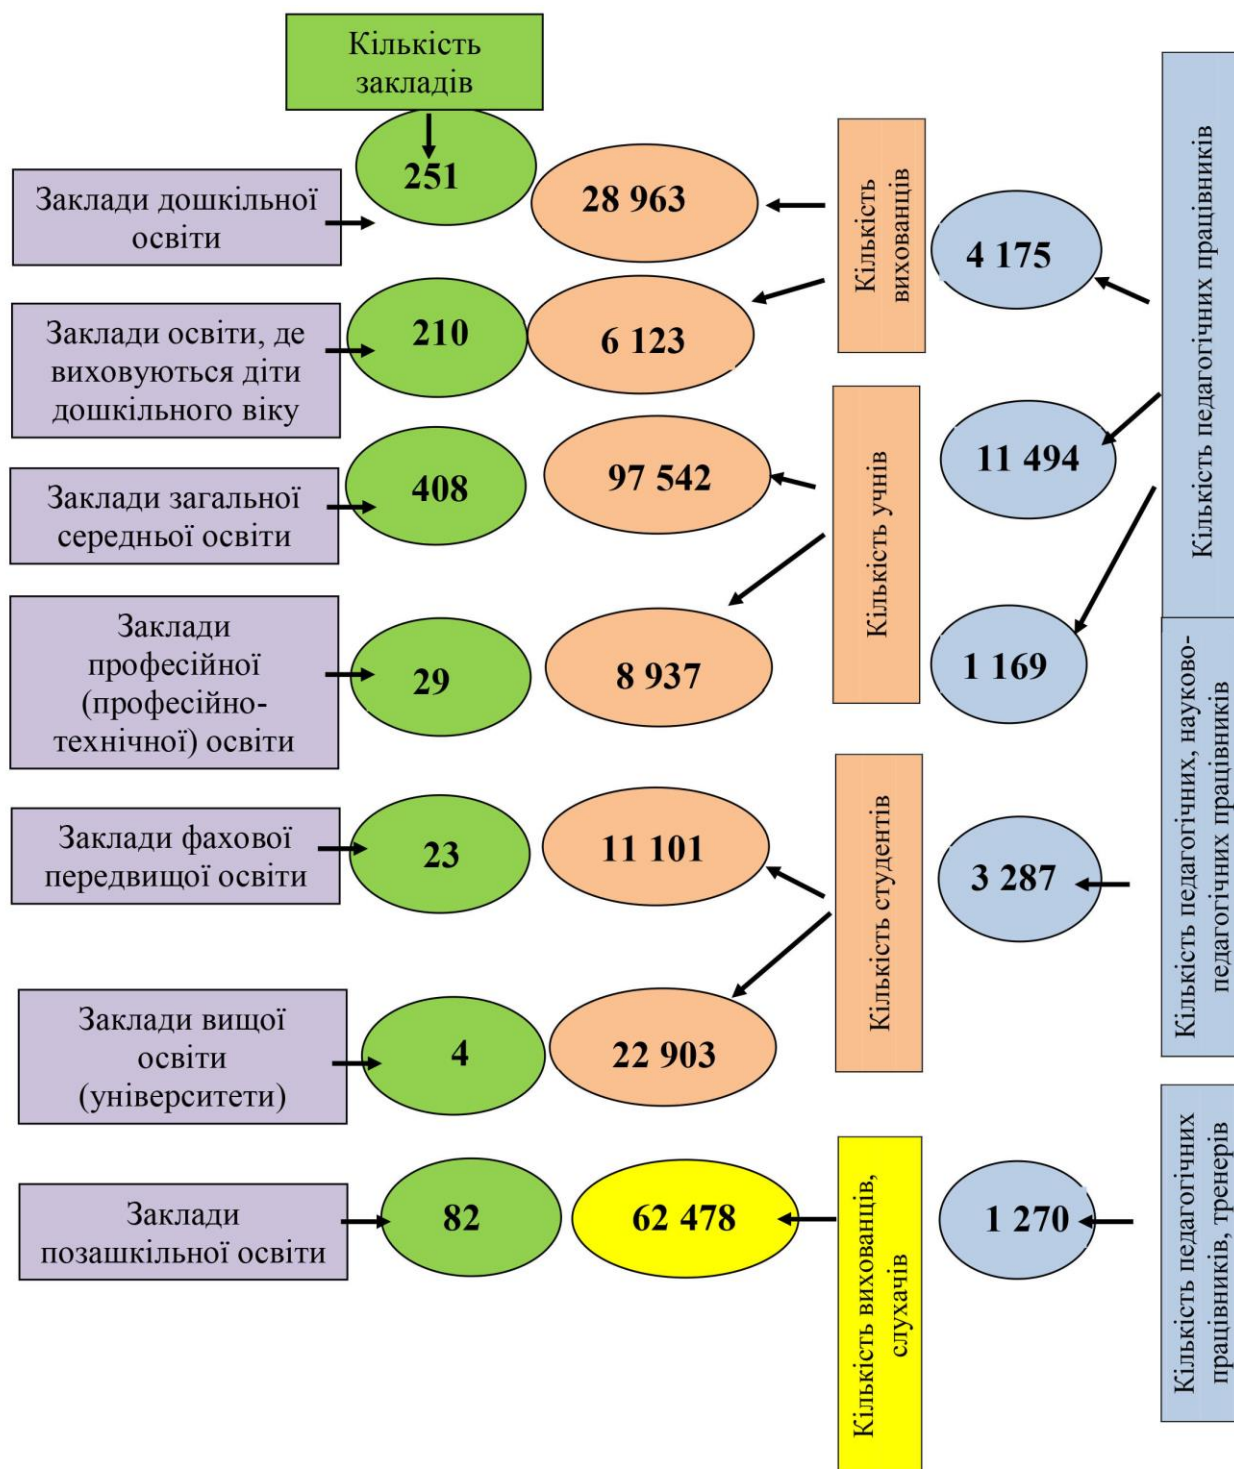 Кількість
закладів
251
Заклади дошкільної
освіти
28 963
Кількість
вихованців
4 175
Кількість педагогічних працівників
Заклади освіти, де
виховуються діти
дошкільного віку
210
6 123
Заклади загальної
середньої освіти
408
97 542
Кількість учнів
11 494
Заклади
професійної
(професійно-
технічної) освіти
29
8 937
1 169
Заклади фахової
передвищої освіти
23
11 101
Кількість студентів
3 287
Кількість педагогічних, науково-
педагогічних працівників
Заклади вищої
освіти
(університети)
4
22 903
Заклади
позашкільної освіти
82
62 478
Кількість вихованців,
слухачів
1 270
Кількість педагогічних
працівників, тренерів